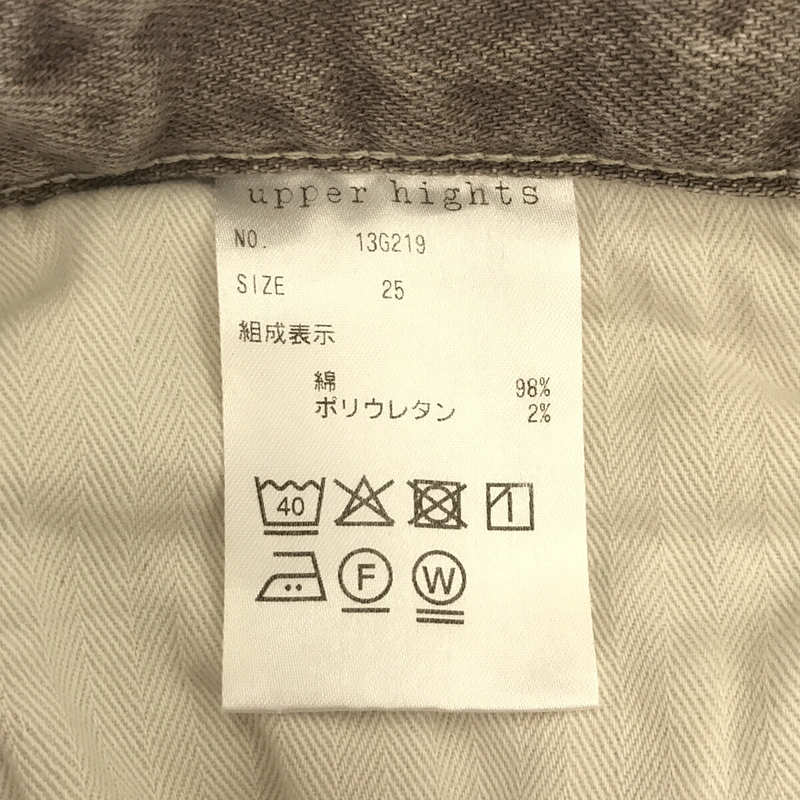 upper hights
NO. 13G219
SIZE 25
組成表示
綿 98%
ポリウレタン 2%
40
F W